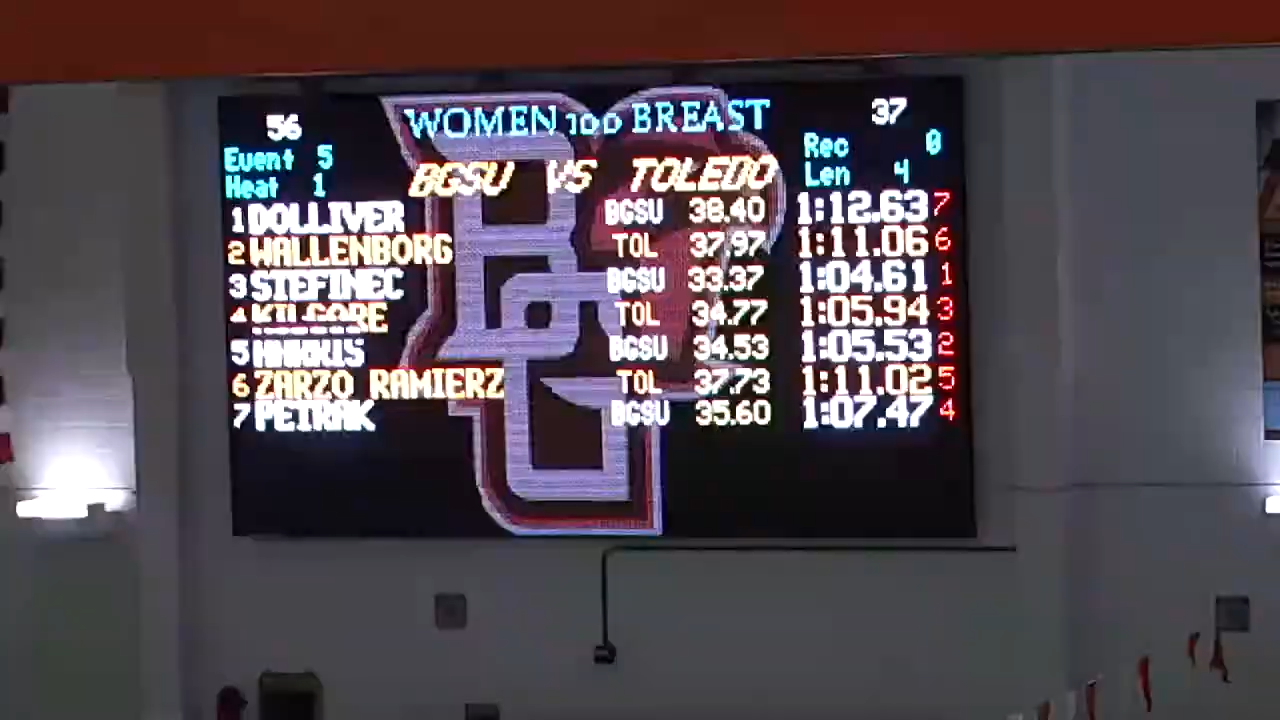 56 WOMEN 100 BREAST 37
Event 5 Rec 0
Heat 1 BGSU VS TOLEDO Len 4
1 DOLLIVER BGSU 38.40 1:12.63 7
2 WALLENBORG TOL 37.97 1:11.06 6
3 STEFINEC BGSU 33.37 1:04.61 1
4 KILGORE TOL 34.77 1:05.94 3
5 BGSU 34.53 1:05.53 2
6 ZARZO RAMIERZ TOL 37.73 1:11.02 5
7 PETRAK BGSU 35.60 1:07.47 4